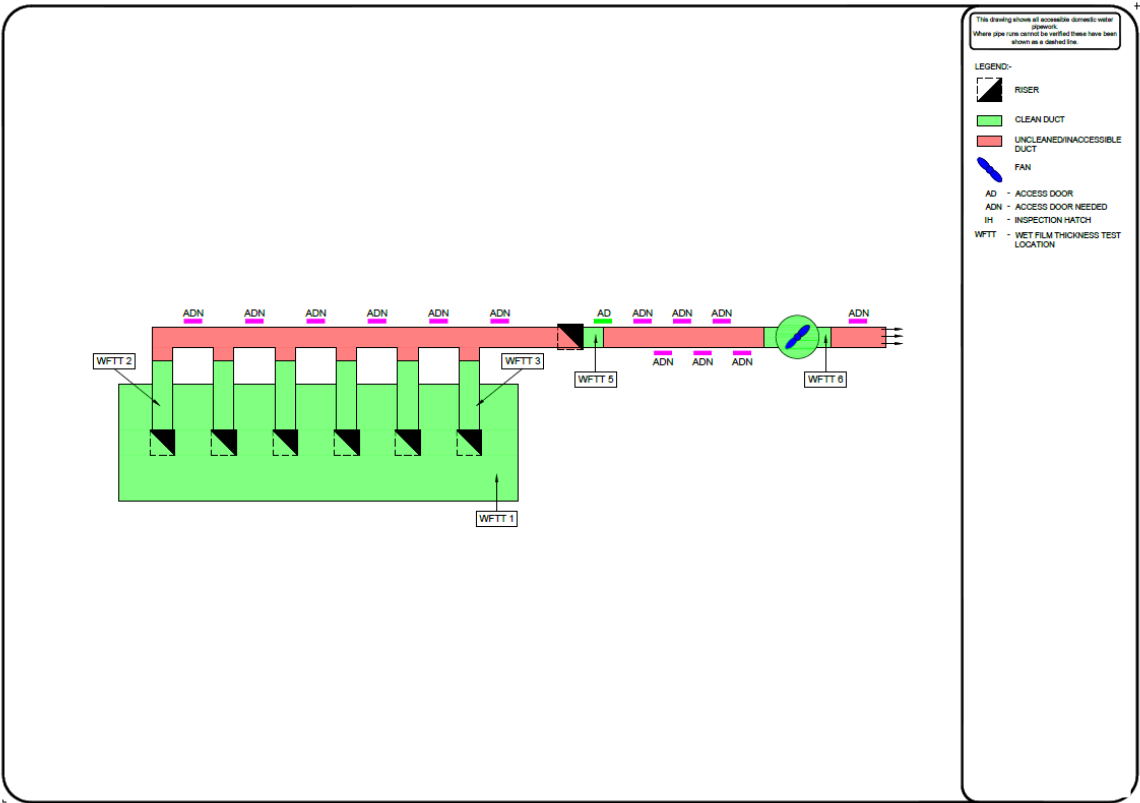 This drawing shows all accessible domestic water
pipework.
Where pipe runs cannot be verified these have been
shown as a dashed line.
LEGEND:-
RISER
CLEAN DUCT
UNCLEANED/INACCESSIBLE
DUCT
FAN
AD - ACCESS DOOR
ADN - ACCESS DOOR NEEDED
IH - INSPECTION HATCH
WFTT - WET FILM THICKNESS TEST
LOCATION
ADN ADN ADN ADN ADN ADN AD ADN ADN ADN ADN
WFTT 2 WFTT 3 ADN ADN ADN
WFTT 5 WFTT 6
WFTT 1